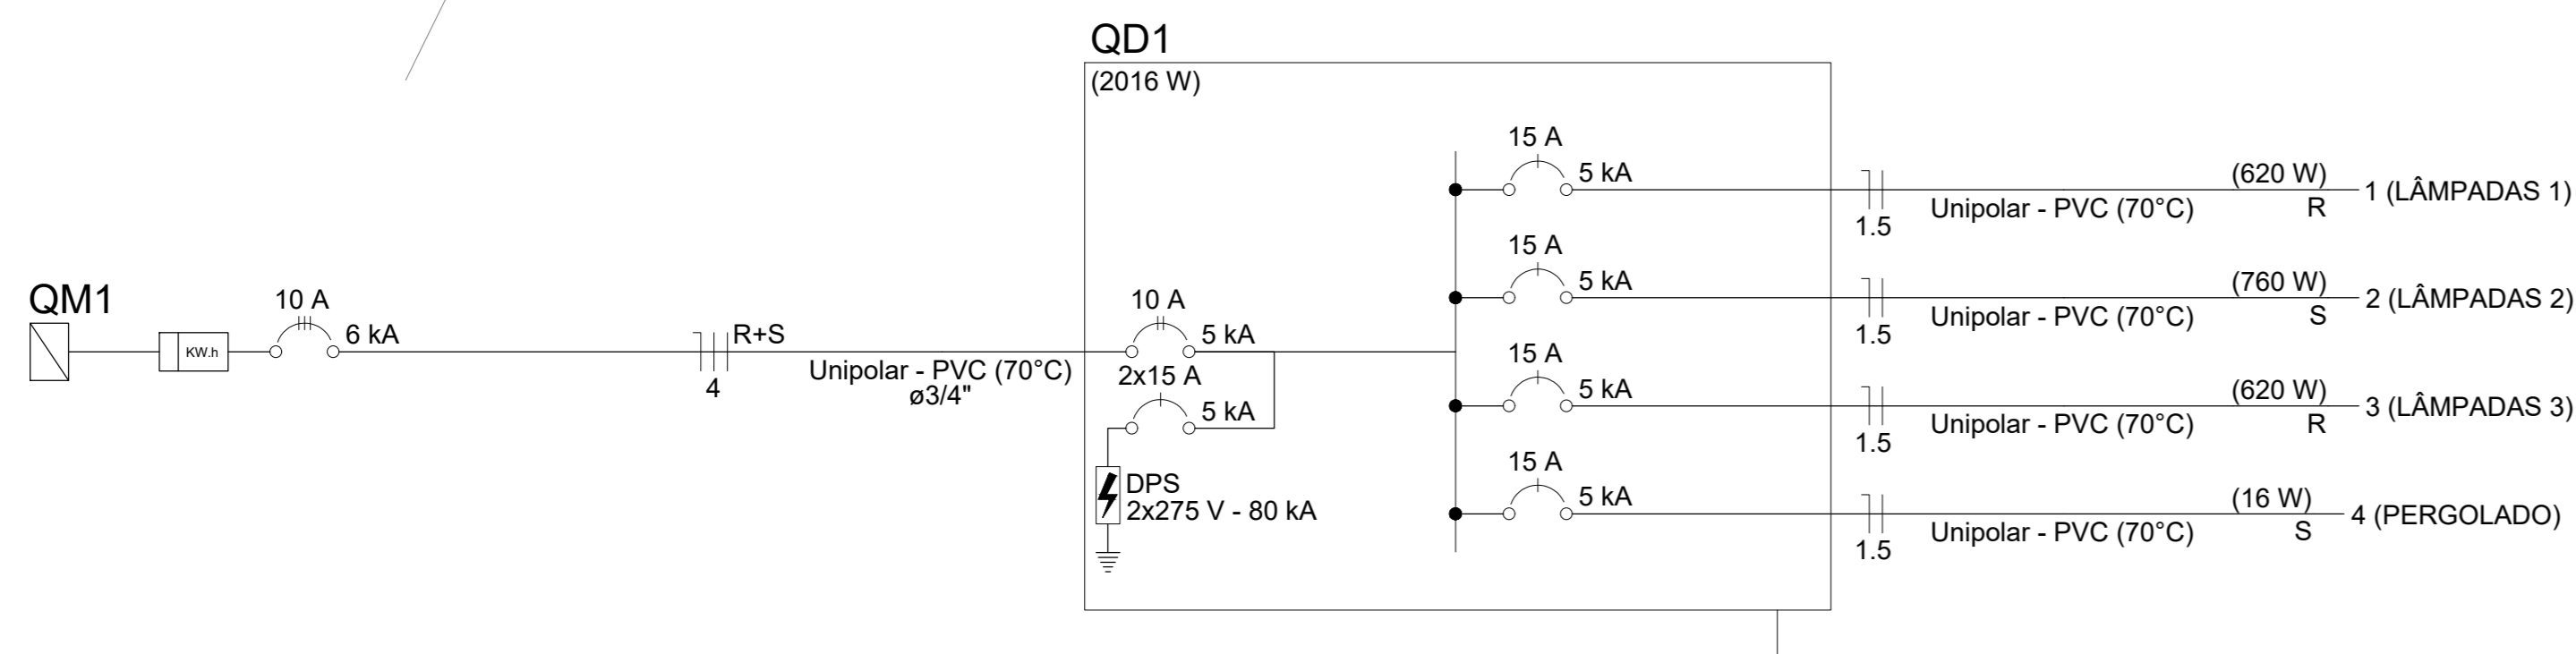 QD1
(2016 W)
QM1
KW.h
10 A
6 kA
R+S
4
Unipolar - PVC (70°C)
ø3/4"
10 A
5 kA
2x15 A
5 kA
DPS
2x275 V - 80 kA
15 A
5 kA
1.5
Unipolar - PVC (70°C)
(620 W)
R
1 (LÂMPADAS 1)
15 A
5 kA
1.5
Unipolar - PVC (70°C)
(760 W)
S
2 (LÂMPADAS 2)
15 A
5 kA
1.5
Unipolar - PVC (70°C)
(620 W)
R
3 (LÂMPADAS 3)
15 A
5 kA
1.5
Unipolar - PVC (70°C)
(16 W)
S
4 (PERGOLADO)